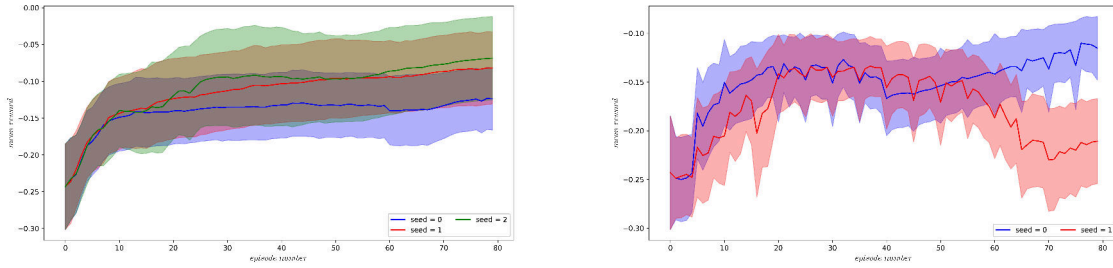 0.00
−0.05
−0.10
−0.15
−0.20
−0.25
−0.30
mean reward
0 10 20 30 40 50 60 70 80
episode number
seed = 0
seed = 1
seed = 2
−0.10
−0.15
−0.20
−0.25
−0.30
mean reward
0 10 20 30 40 50 60 70 80
episode number
seed = 0
seed = 1